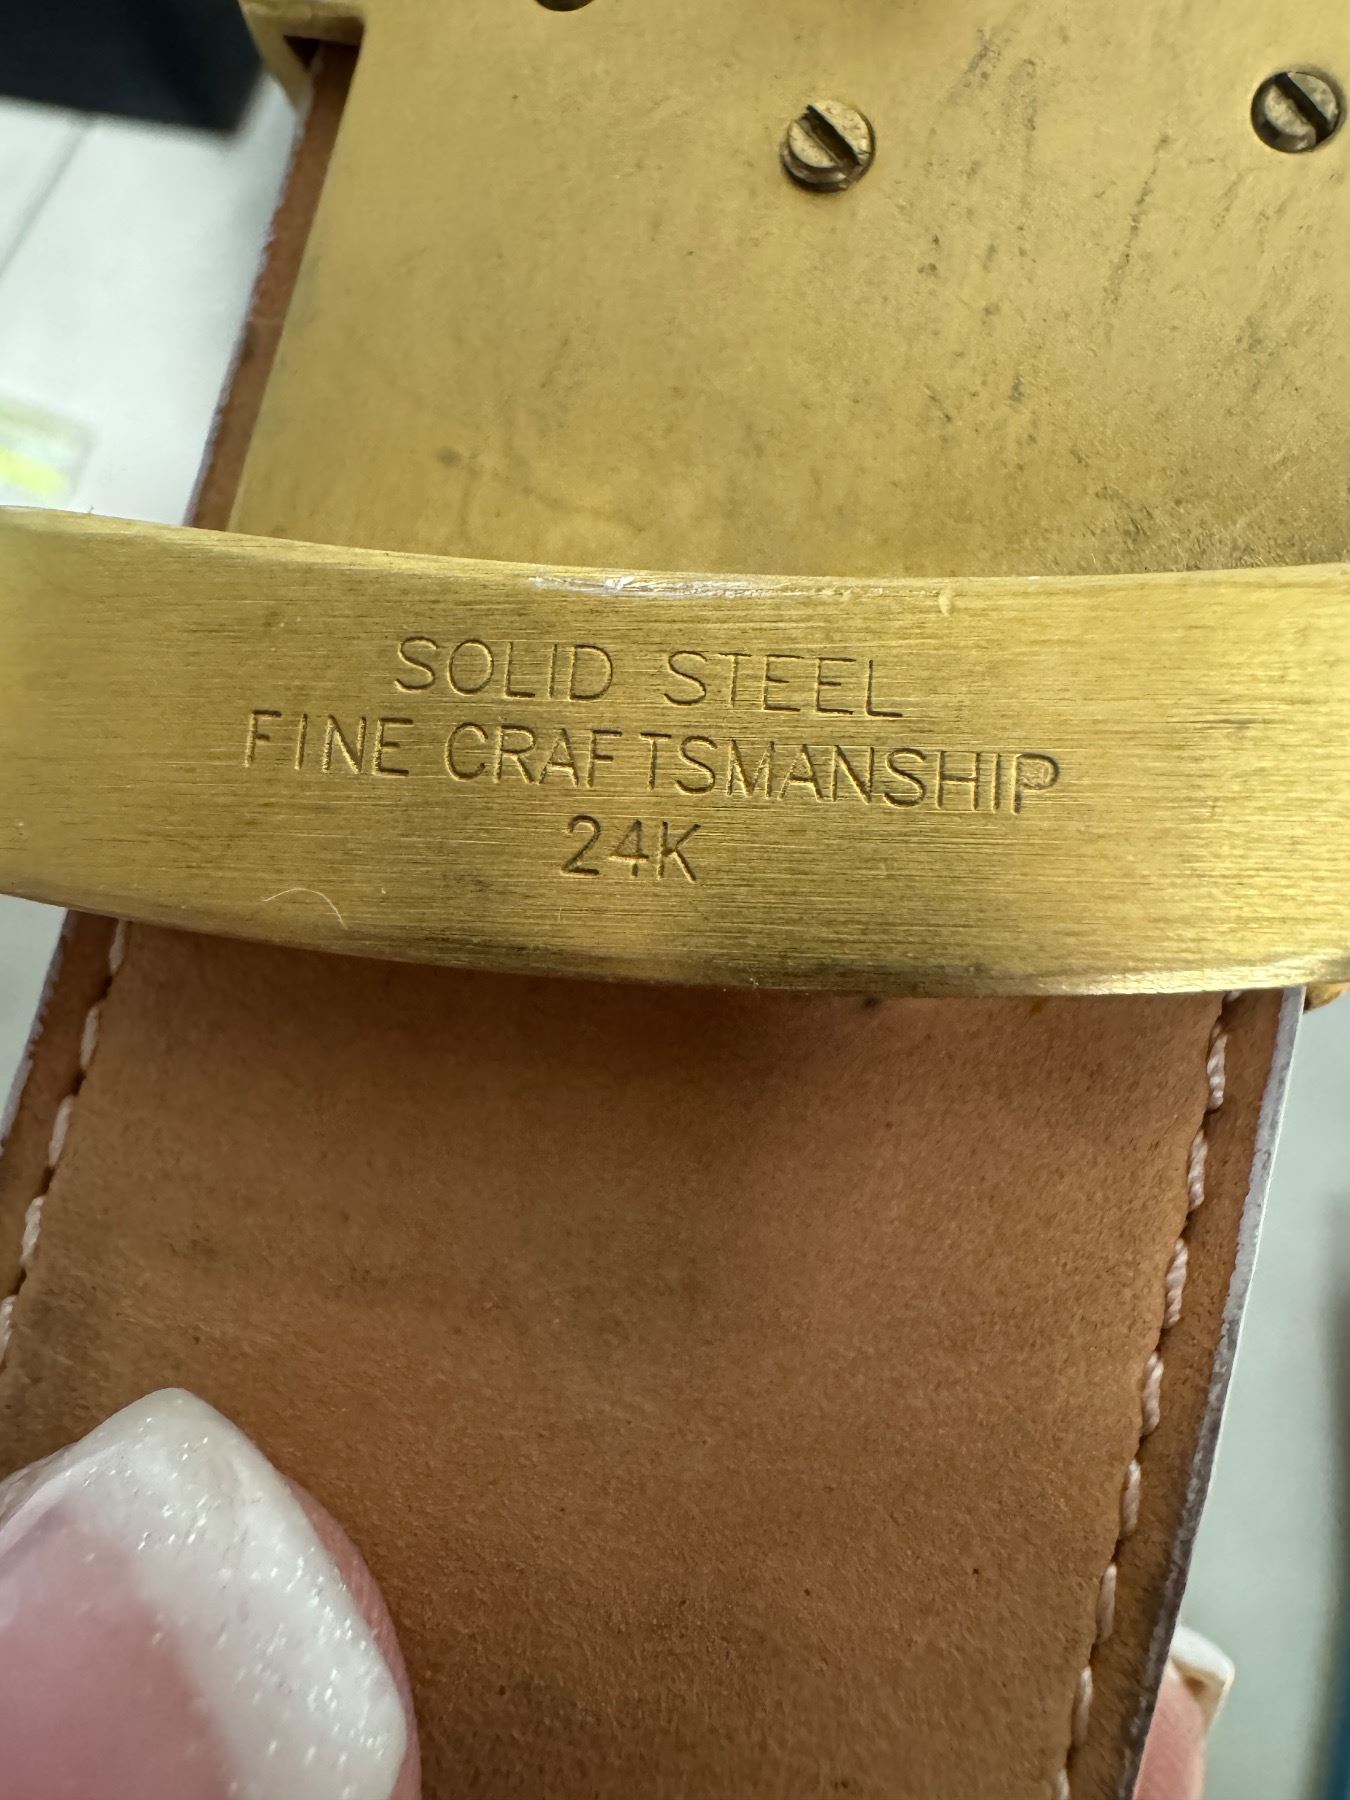 SOLID STEEL
FINE CRAFTSMANSHIP
24K